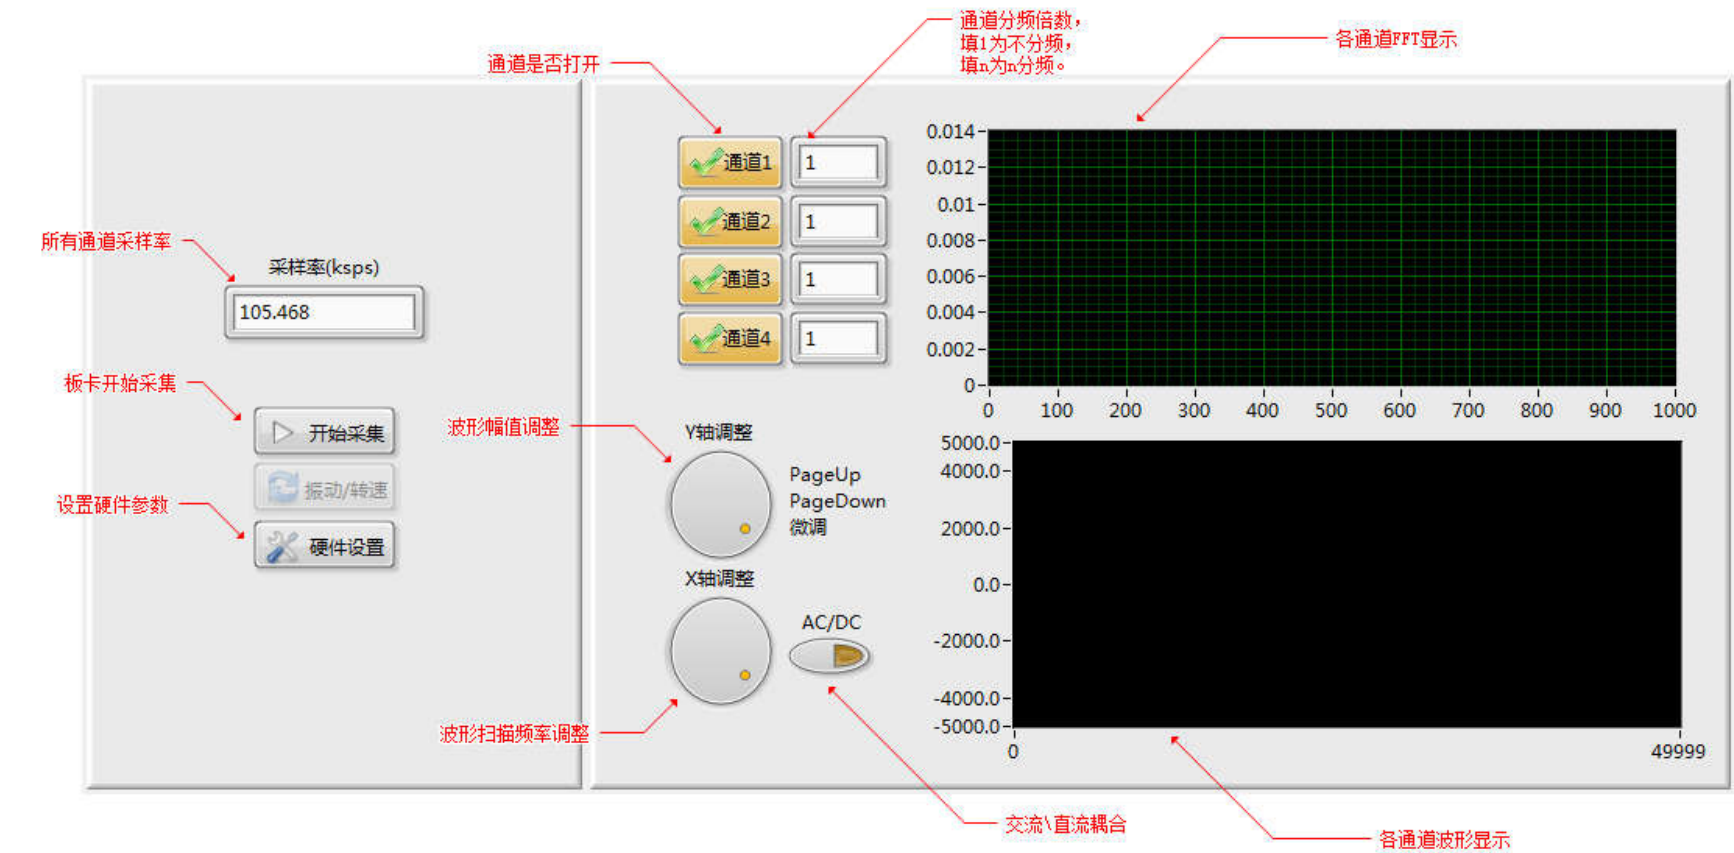 通道分频倍数，
填1为不分频，
填n为n分频。
各通道FFT显示
通道是否打开
所有通道采样率
采样率(ksps)
105.468
板卡开始采集
开始采集
振动/转速
设置硬件参数
硬件设置
通道1
1
通道2
1
通道3
1
通道4
1
波形幅值调整
Y轴调整
PageUp
PageDown
微调
X轴调整
AC/DC
波形扫描频率调整
0.014
0.012
0.01
0.008
0.006
0.004
0.002
0
0 100 200 300 400 500 600 700 800 900 1000
5000.0
4000.0
2000.0
0.0
-2000.0
-4000.0
-5000.0
0 49999
交流\直流耦合
各通道波形显示